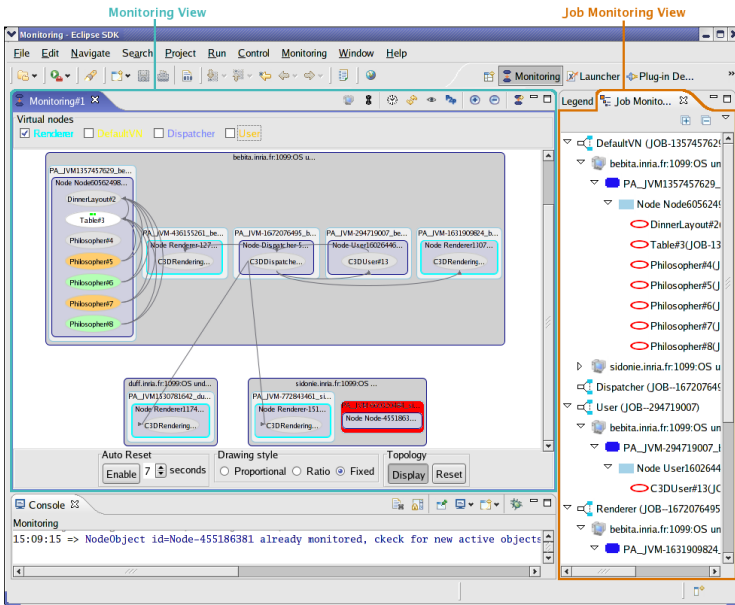 Monitoring View
Job Monitoring View
Monitoring - Eclipse SDK
File Edit Navigate Search Project Run Control Monitoring Window Help
Monitoring Launcher Plug-in De... »
Monitoring#1
Legend Job Monito...
Virtual nodes
Renderer DefaultVN Dispatcher User
bebita.inria.fr:1099:OS u...
PA_JVM1357457629_be...
Node Node60562498...
DinnerLayout#2
Table#3
Philosopher#4
Philosopher#5
Philosopher#6
Philosopher#7
Philosopher#8
PA_JVM-436155261_be...
Node Renderer-127...
C3DRendering...
PA_JVM-1672076495_b...
Node Dispatcher-5...
C3DDispatche...
PA_JVM-294719007_be...
Node User16026446...
C3DUser#13
PA_JVM-1631909824_b...
Node Renderer1307...
C3DRendering...
duff.inria.fr:1099:OS und...
PA_JVM1530781642_du...
Node Renderer1174...
C3DRendering...
sidonie.inria.fr:1099:OS ...
PA_JVM-772843461_si...
Node Renderer-151...
C3DRendering...
Node Node-4551863...
Auto Reset
Enable 7 seconds
Drawing style
Proportional Ratio Fixed
Topology
Display Reset
DefaultVN (JOB-1357457629
bebita.inria.fr:1099:OS un
PA_JVM1357457629_
Node Node6056249
DinnerLayout#2(
Table#3(JOB-13
Philosopher#4(J
Philosopher#5(J
Philosopher#6(J
Philosopher#7(J
Philosopher#8(J
sidonie.inria.fr:1099:OS u
Dispatcher (JOB--167207649
User (JOB--294719007)
bebita.inria.fr:1099:OS un
PA_JVM-294719007_b
Node User1602644
C3DUser#13(JO
Renderer (JOB--1672076495
bebita.inria.fr:1099:OS un
PA_JVM-1631909824_
Console
Monitoring
15:09:15 => NodeObject id=Node-455186381 already monitored, ckeck for new active objects